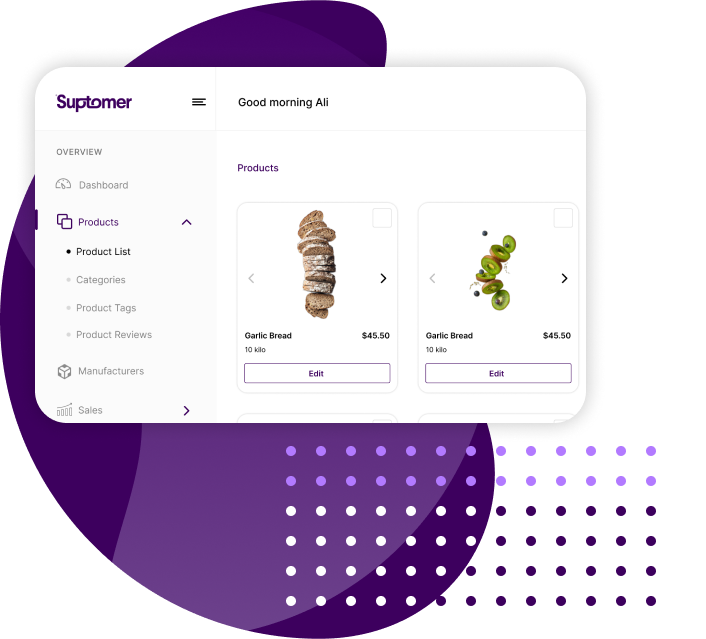 Suptomer
Good morning Ali
OVERVIEW
Dashboard
Products
Product List
Categories
Product Tags
Product Reviews
Manufacturers
Sales
Products
Garlic Bread $45.50
10 kilo
Edit
Garlic Bread $45.50
10 kilo
Edit